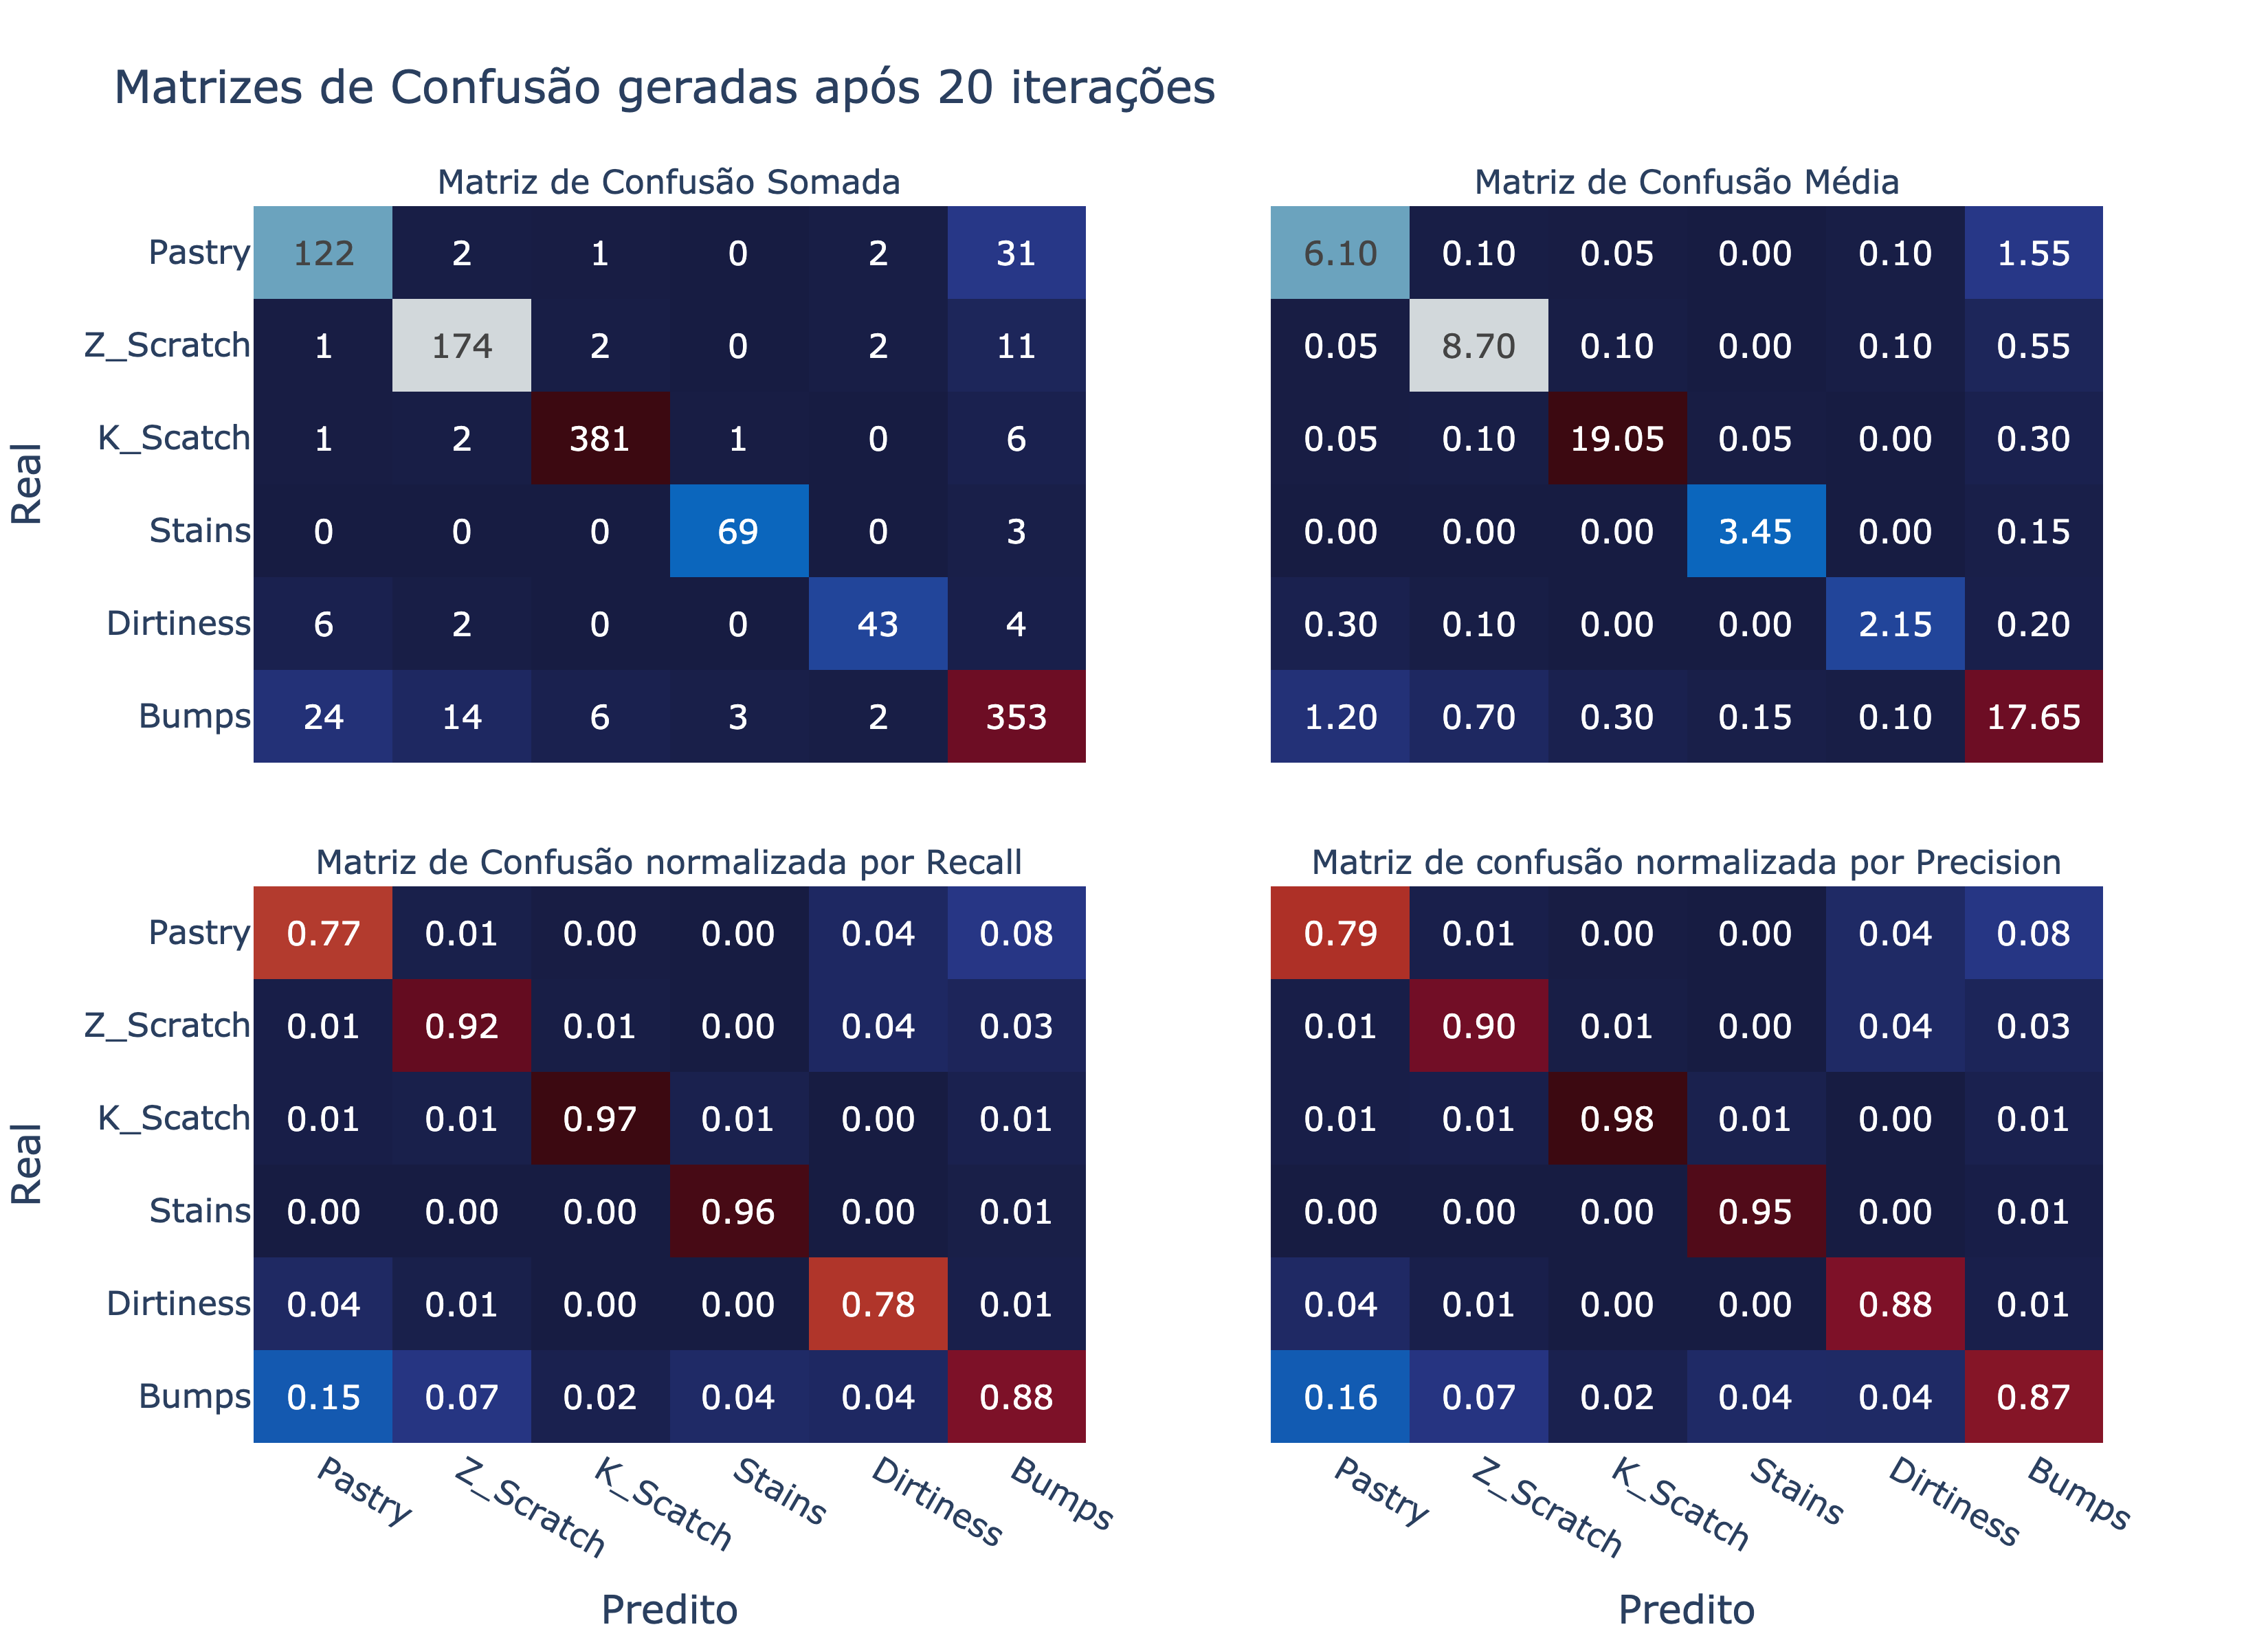 Matrizes de Confusão geradas após 20 iterações
Matriz de Confusão Somada
Real
Pastry 122 2 1 0 2 31
Z_Scratch 1 174 2 0 2 11
K_Scatch 1 2 381 1 0 6
Stains 0 0 0 69 0 3
Dirtiness 6 2 0 0 43 4
Bumps 24 14 6 3 2 353
Matriz de Confusão Média
6.10 0.10 0.05 0.00 0.10 1.55
0.05 8.70 0.10 0.00 0.10 0.55
0.05 0.10 19.05 0.05 0.00 0.30
0.00 0.00 0.00 3.45 0.00 0.15
0.30 0.10 0.00 0.00 2.15 0.20
1.20 0.70 0.30 0.15 0.10 17.65
Matriz de Confusão normalizada por Recall
Real
Pastry 0.77 0.01 0.00 0.00 0.04 0.08
Z_Scratch 0.01 0.92 0.01 0.00 0.04 0.03
K_Scatch 0.01 0.01 0.97 0.01 0.00 0.01
Stains 0.00 0.00 0.00 0.96 0.00 0.01
Dirtiness 0.04 0.01 0.00 0.00 0.78 0.01
Bumps 0.15 0.07 0.02 0.04 0.04 0.88
Pastry Z_Scratch K_Scatch Stains Dirtiness Bumps
Predito
Matriz de confusão normalizada por Precision
0.79 0.01 0.00 0.00 0.04 0.08
0.01 0.90 0.01 0.00 0.04 0.03
0.01 0.01 0.98 0.01 0.00 0.01
0.00 0.00 0.00 0.95 0.00 0.01
0.04 0.01 0.00 0.00 0.88 0.01
0.16 0.07 0.02 0.04 0.04 0.87
Pastry Z_Scratch K_Scatch Stains Dirtiness Bumps
Predito